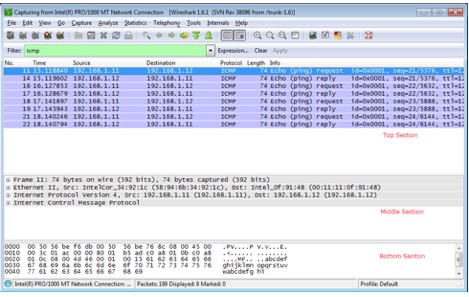 Capturing from Intel(R) PRO/1000 MT Network Connection [Wireshark 1.6.1 (SVN Rev 38096 from /trunk-1.6)]
File Edit View Go Capture Analyze Statistics Telephony Tools Internals Help
Filter: icmp Expression... Clear Apply
No. Time Source Destination Protocol Length Info
11 15.118840 192.168.1.11 192.168.1.12 ICMP 74 Echo (ping) request id=0x0001, seq=21/5376, ttl=12
14 15.119602 192.168.1.12 192.168.1.11 ICMP 74 Echo (ping) reply id=0x0001, seq=21/5376, ttl=12
16 16.127853 192.168.1.11 192.168.1.12 ICMP 74 Echo (ping) request id=0x0001, seq=22/5632, ttl=12
16 16.128679 192.168.1.12 192.168.1.11 ICMP 74 Echo (ping) reply id=0x0001, seq=22/5632, ttl=12
18 17.141897 192.168.1.11 192.168.1.12 ICMP 74 Echo (ping) request id=0x0001, seq=23/5888, ttl=12
19 17.145943 192.168.1.12 192.168.1.11 ICMP 74 Echo (ping) reply id=0x0001, seq=23/5888, ttl=12
21 18.140246 192.168.1.11 192.168.1.12 ICMP 74 Echo (ping) request id=0x0001, seq=24/6144, ttl=12
22 18.140794 192.168.1.12 192.168.1.11 ICMP 74 Echo (ping) reply id=0x0001, seq=24/6144, ttl=12
Top Section
Frame 11: 74 bytes on wire (592 bits), 74 bytes captured (592 bits)
Ethernet II, Src: IntelCor_34:92:1c (58:94:6b:34:92:1c), Dst: Intel_0f:91:48 (00:11:11:0f:91:48)
Internet Protocol Version 4, Src: 192.168.1.11 (192.168.1.11), Dst: 192.168.1.12 (192.168.1.12)
Internet Control Message Protocol
Middle Section
0000 00 50 56 be f6 db 00 50 56 be 76 8c 08 00 45 00 .PV....P V.v...E.
0010 00 3c 01 ac 00 00 80 01 b5 ad c0 a8 01 0b c0 a8
0020 01 0c 08 00 4d 46 00 01 00 15 61 62 63 64 65 66 ....MF.. ..abcdef
0030 67 68 69 6a 6b 6c 6d 6e 6f 70 71 72 73 74 75 76 ghijklmn opqrstuv
0040 77 61 62 63 64 65 66 67 68 69 wabcdefg hi
Bottom Section
Intel(R) PRO/1000 MT Network Connection ... Packets: 199 Displayed: 8 Marked: 0 Profile: Default